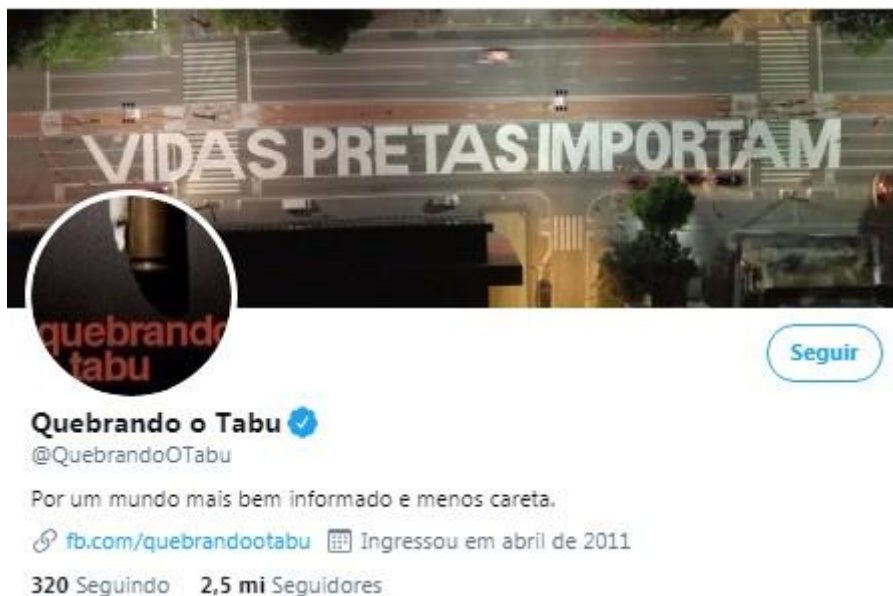 VIDAS PRETAS IMPORTAM
quebrando
tabu
Seguir
Quebrando o Tabu
@QuebrandoOTabu
Por um mundo mais bem informado e menos careta.
fb.com/quebrandootabu Ingressou em abril de 2011
320 Seguindo 2,5 mi Seguidores